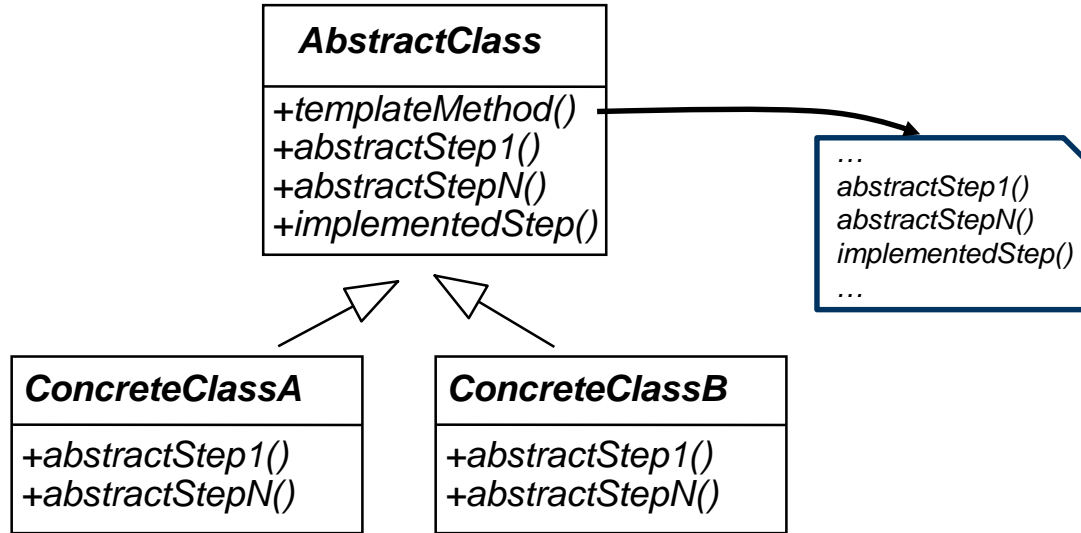 AbstractClass
+templateMethod()
+abstractStep1()
+abstractStepN()
+implementedStep()
…
abstractStep1()
abstractStepN()
implementedStep()
…
ConcreteClassA
+abstractStep1()
+abstractStepN()
ConcreteClassB
+abstractStep1()
+abstractStepN()